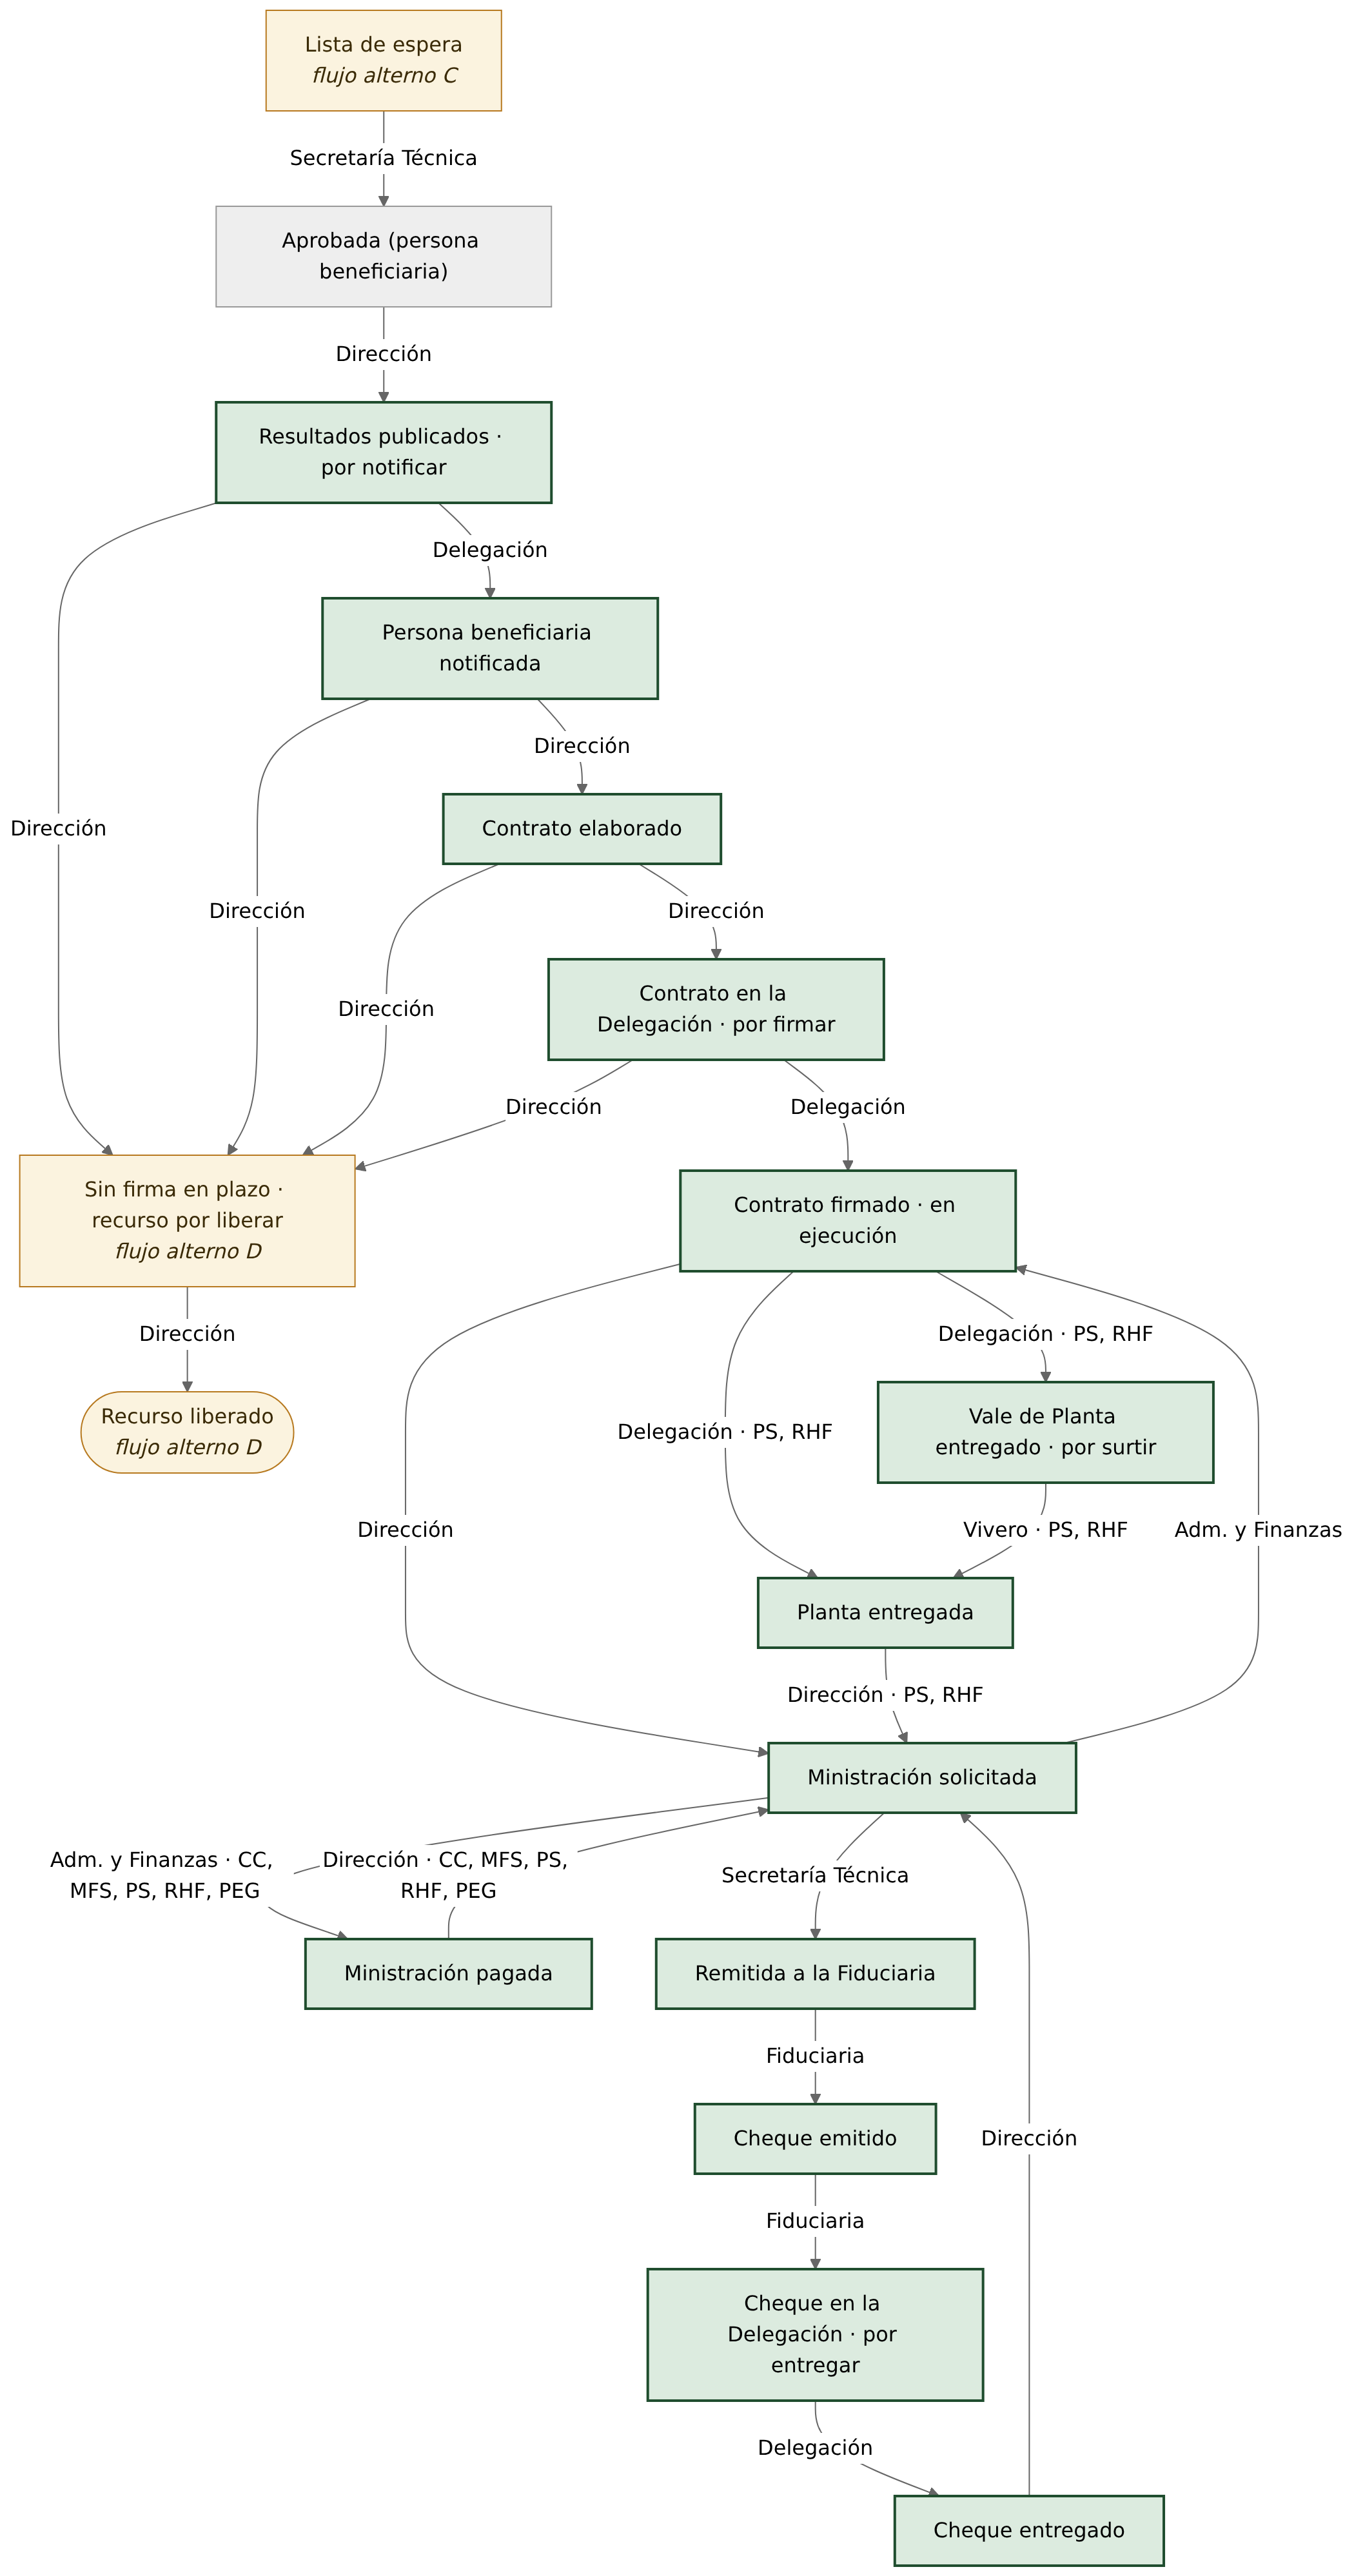 Lista de espera
flujo alterno C
Secretaría Técnica
Aprobada (persona
beneficiaria)
Dirección
Resultados publicados ·
por notificar
Delegación
Persona beneficiaria
notificada
Dirección
Contrato elaborado
Dirección
Dirección
Dirección
Dirección
Contrato en la
Delegación · por firmar
Dirección
Delegación
Sin firma en plazo ·
recurso por liberar
flujo alterno D
Contrato firmado · en
ejecución
Dirección
Delegación · PS, RHF
Recurso liberado
flujo alterno D
Delegación · PS, RHF
Vale de Planta
entregado · por surtir
Dirección
Vivero · PS, RHF
Adm. y Finanzas
Planta entregada
Dirección · PS, RHF
Ministración solicitada
Adm. y Finanzas · CC,
MFS, PS, RHF, PEG
Dirección · CC, MFS, PS,
RHF, PEG
Secretaría Técnica
Ministración pagada
Remitida a la Fiduciaria
Fiduciaria
Cheque emitido
Dirección
Fiduciaria
Cheque en la
Delegación · por
entregar
Delegación
Cheque entregado